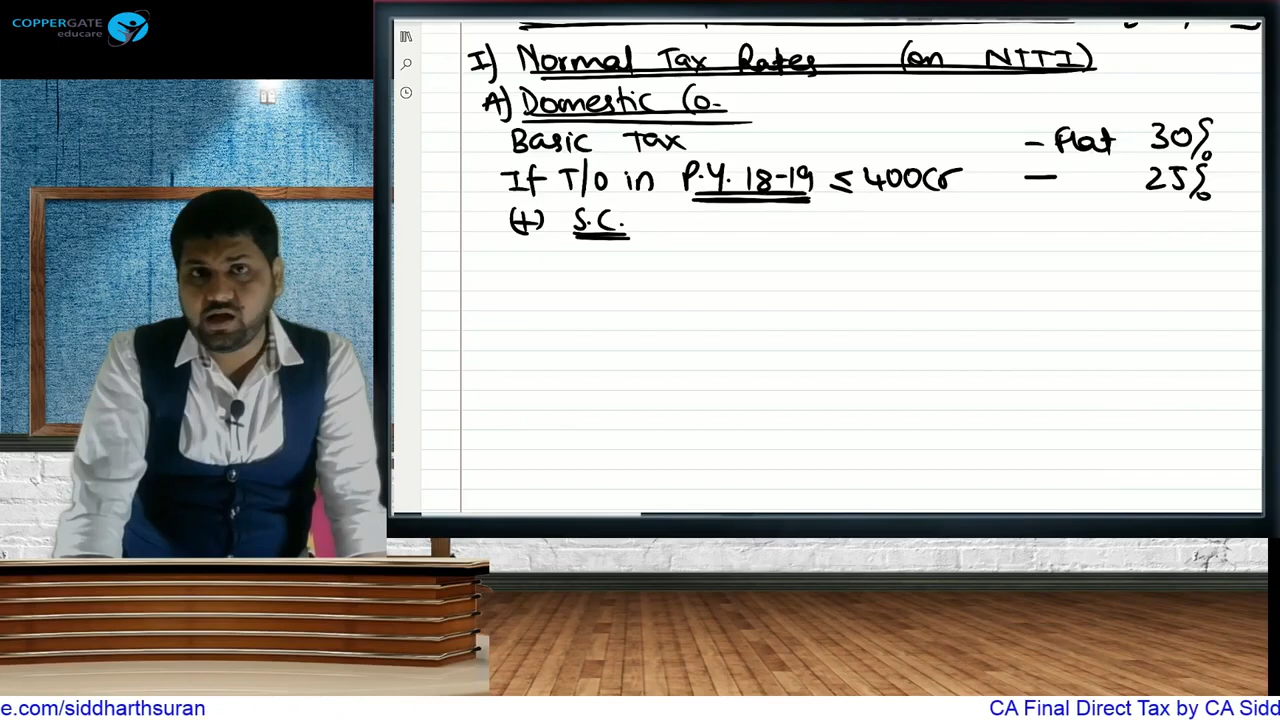 COPPERGATE
educare
I) Normal Tax Rates (on NTTI)
A) Domestic Co.
Basic Tax - Flat 30%
If T/O in P.Y. 18-19 ≤ 400Cr - 25%
(+) S.C.
e.com/siddharthsuran
CA Final Direct Tax by CA Sidd